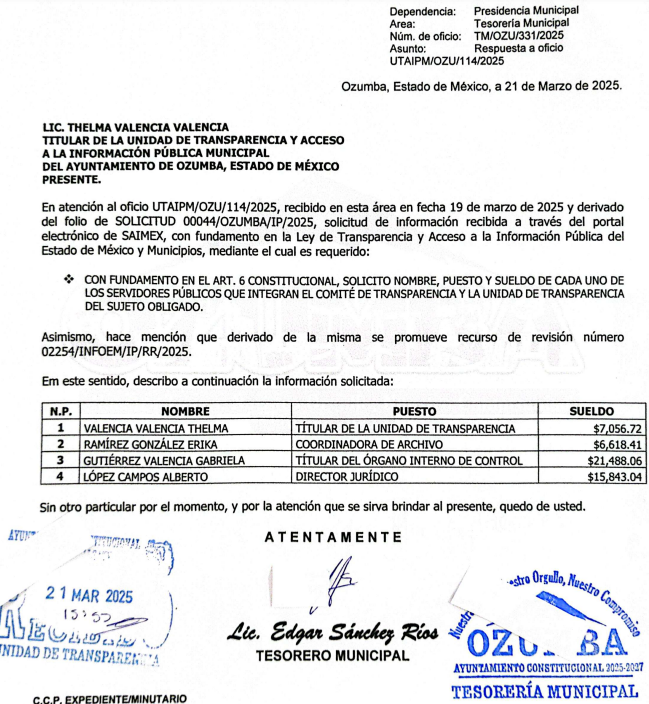 Dependencia: Presidencia Municipal
Area: Tesorería Municipal
Núm. de oficio: TM/OZU/331/2025
Asunto: Respuesta a oficio
UTAIPM/OZU/114/2025
Ozumba, Estado de México, a 21 de Marzo de 2025.
LIC. THELMA VALENCIA VALENCIA
TITULAR DE LA UNIDAD DE TRANSPARENCIA Y ACCESO
A LA INFORMACIÓN PÚBLICA MUNICIPAL
DEL AYUNTAMIENTO DE OZUMBA, ESTADO DE MÉXICO
PRESENTE.
En atención al oficio UTAIPM/OZU/114/2025, recibido en esta área en fecha 19 de marzo de 2025 y derivado
del folio de SOLICITUD 00044/OZUMBA/IP/2025, solicitud de información recibida a través del portal
electrónico de SAIMEX, con fundamento en la Ley de Transparencia y Acceso a la Información Pública del
Estado de México y Municipios, mediante el cual es requerido:
❖ CON FUNDAMENTO EN EL ART. 6 CONSTITUCIONAL, SOLICITO NOMBRE, PUESTO Y SUELDO DE CADA UNO DE
LOS SERVIDORES PÚBLICOS QUE INTEGRAN EL COMITÉ DE TRANSPARENCIA Y LA UNIDAD DE TRANSPARENCIA
DEL SUJETO OBLIGADO.
Asimismo, hace mención que derivado de la misma se promueve recurso de revisión número
02254/INFOEM/IP/RR/2025.
Em este sentido, describo a continuación la información solicitada:
N.P. NOMBRE PUESTO SUELDO
1 VALENCIA VALENCIA THELMA TÍTULAR DE LA UNIDAD DE TRANSPARENCIA $7,056.72
2 RAMÍREZ GONZÁLEZ ERIKA COORDINADORA DE ARCHIVO $6,618.41
3 GUTIÉRREZ VALENCIA GABRIELA TÍTULAR DEL ÓRGANO INTERNO DE CONTROL $21,488.06
4 LÓPEZ CAMPOS ALBERTO DIRECTOR JURÍDICO $15,843.04
Sin otro particular por el momento, y por la atención que se sirva brindar al presente, quedo de usted.
ATENTAMENTE
21 MAR 2025
UNIDAD DE TRANSPARENCIA
Lic. Edgar Sánchez Ríos
TESORERO MUNICIPAL
Nuestro Orgullo, Nuestro Compromiso
AYUNTAMIENTO CONSTITUCIONAL 2025-2027
TESORERÍA MUNICIPAL
C.C.P. EXPEDIENTE/MINUTARIO